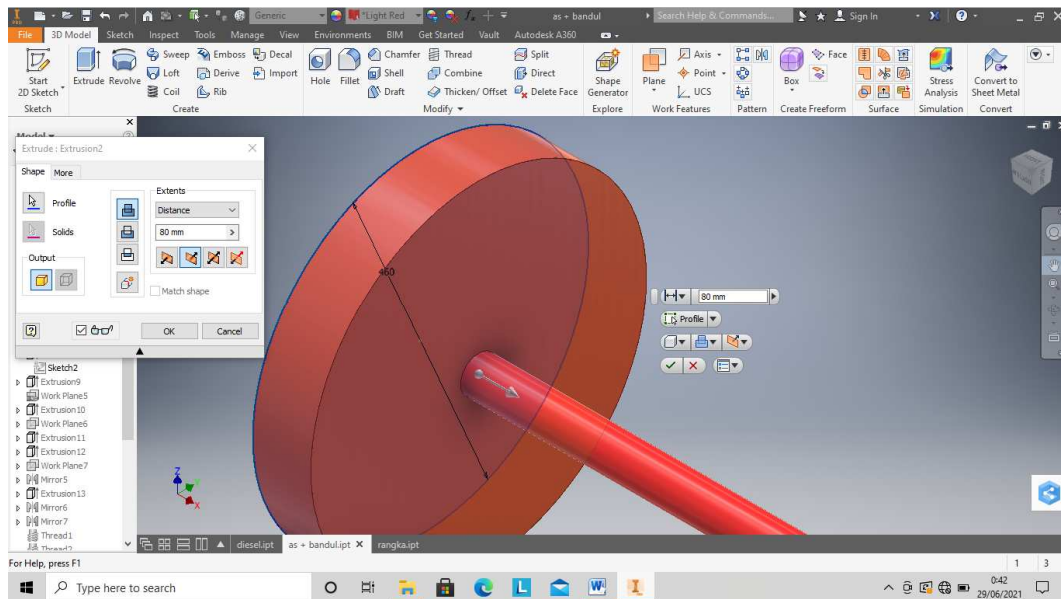 PRO
Generic
*Light Red
as + bandul
Search Help & Commands...
Sign In
File 3D Model Sketch Inspect Tools Manage View Environments BIM Get Started Vault Autodesk A360
Start
2D Sketch
Extrude Revolve
Sweep Emboss Decal
Loft Derive Import
Coil Rib
Hole Fillet
Chamfer Thread Split
Shell Combine Direct
Draft Thicken/ Offset Delete Face
Shape
Generator
Plane
Axis
Point
UCS
Box
Face
Stress
Analysis
Convert to
Sheet Metal
Sketch Create Modify Explore Work Features Pattern Create Freeform Surface Simulation Convert
Model
Extrude : Extrusion2
Shape More
Profile
Solids
Output
Extents
Distance
80 mm
Match shape
OK Cancel
Sketch2
Extrusion9
Work Plane5
Extrusion10
Work Plane6
Extrusion11
Extrusion12
Work Plane7
Mirror5
Extrusion13
Mirror6
Mirror7
Thread1
Thread2
460
80 mm
Profile
Z
Y
X
diesel.ipt as + bandul.ipt rangka.ipt
For Help, press F1
1 3
Type here to search
L
W
I
0:42
29/06/2021